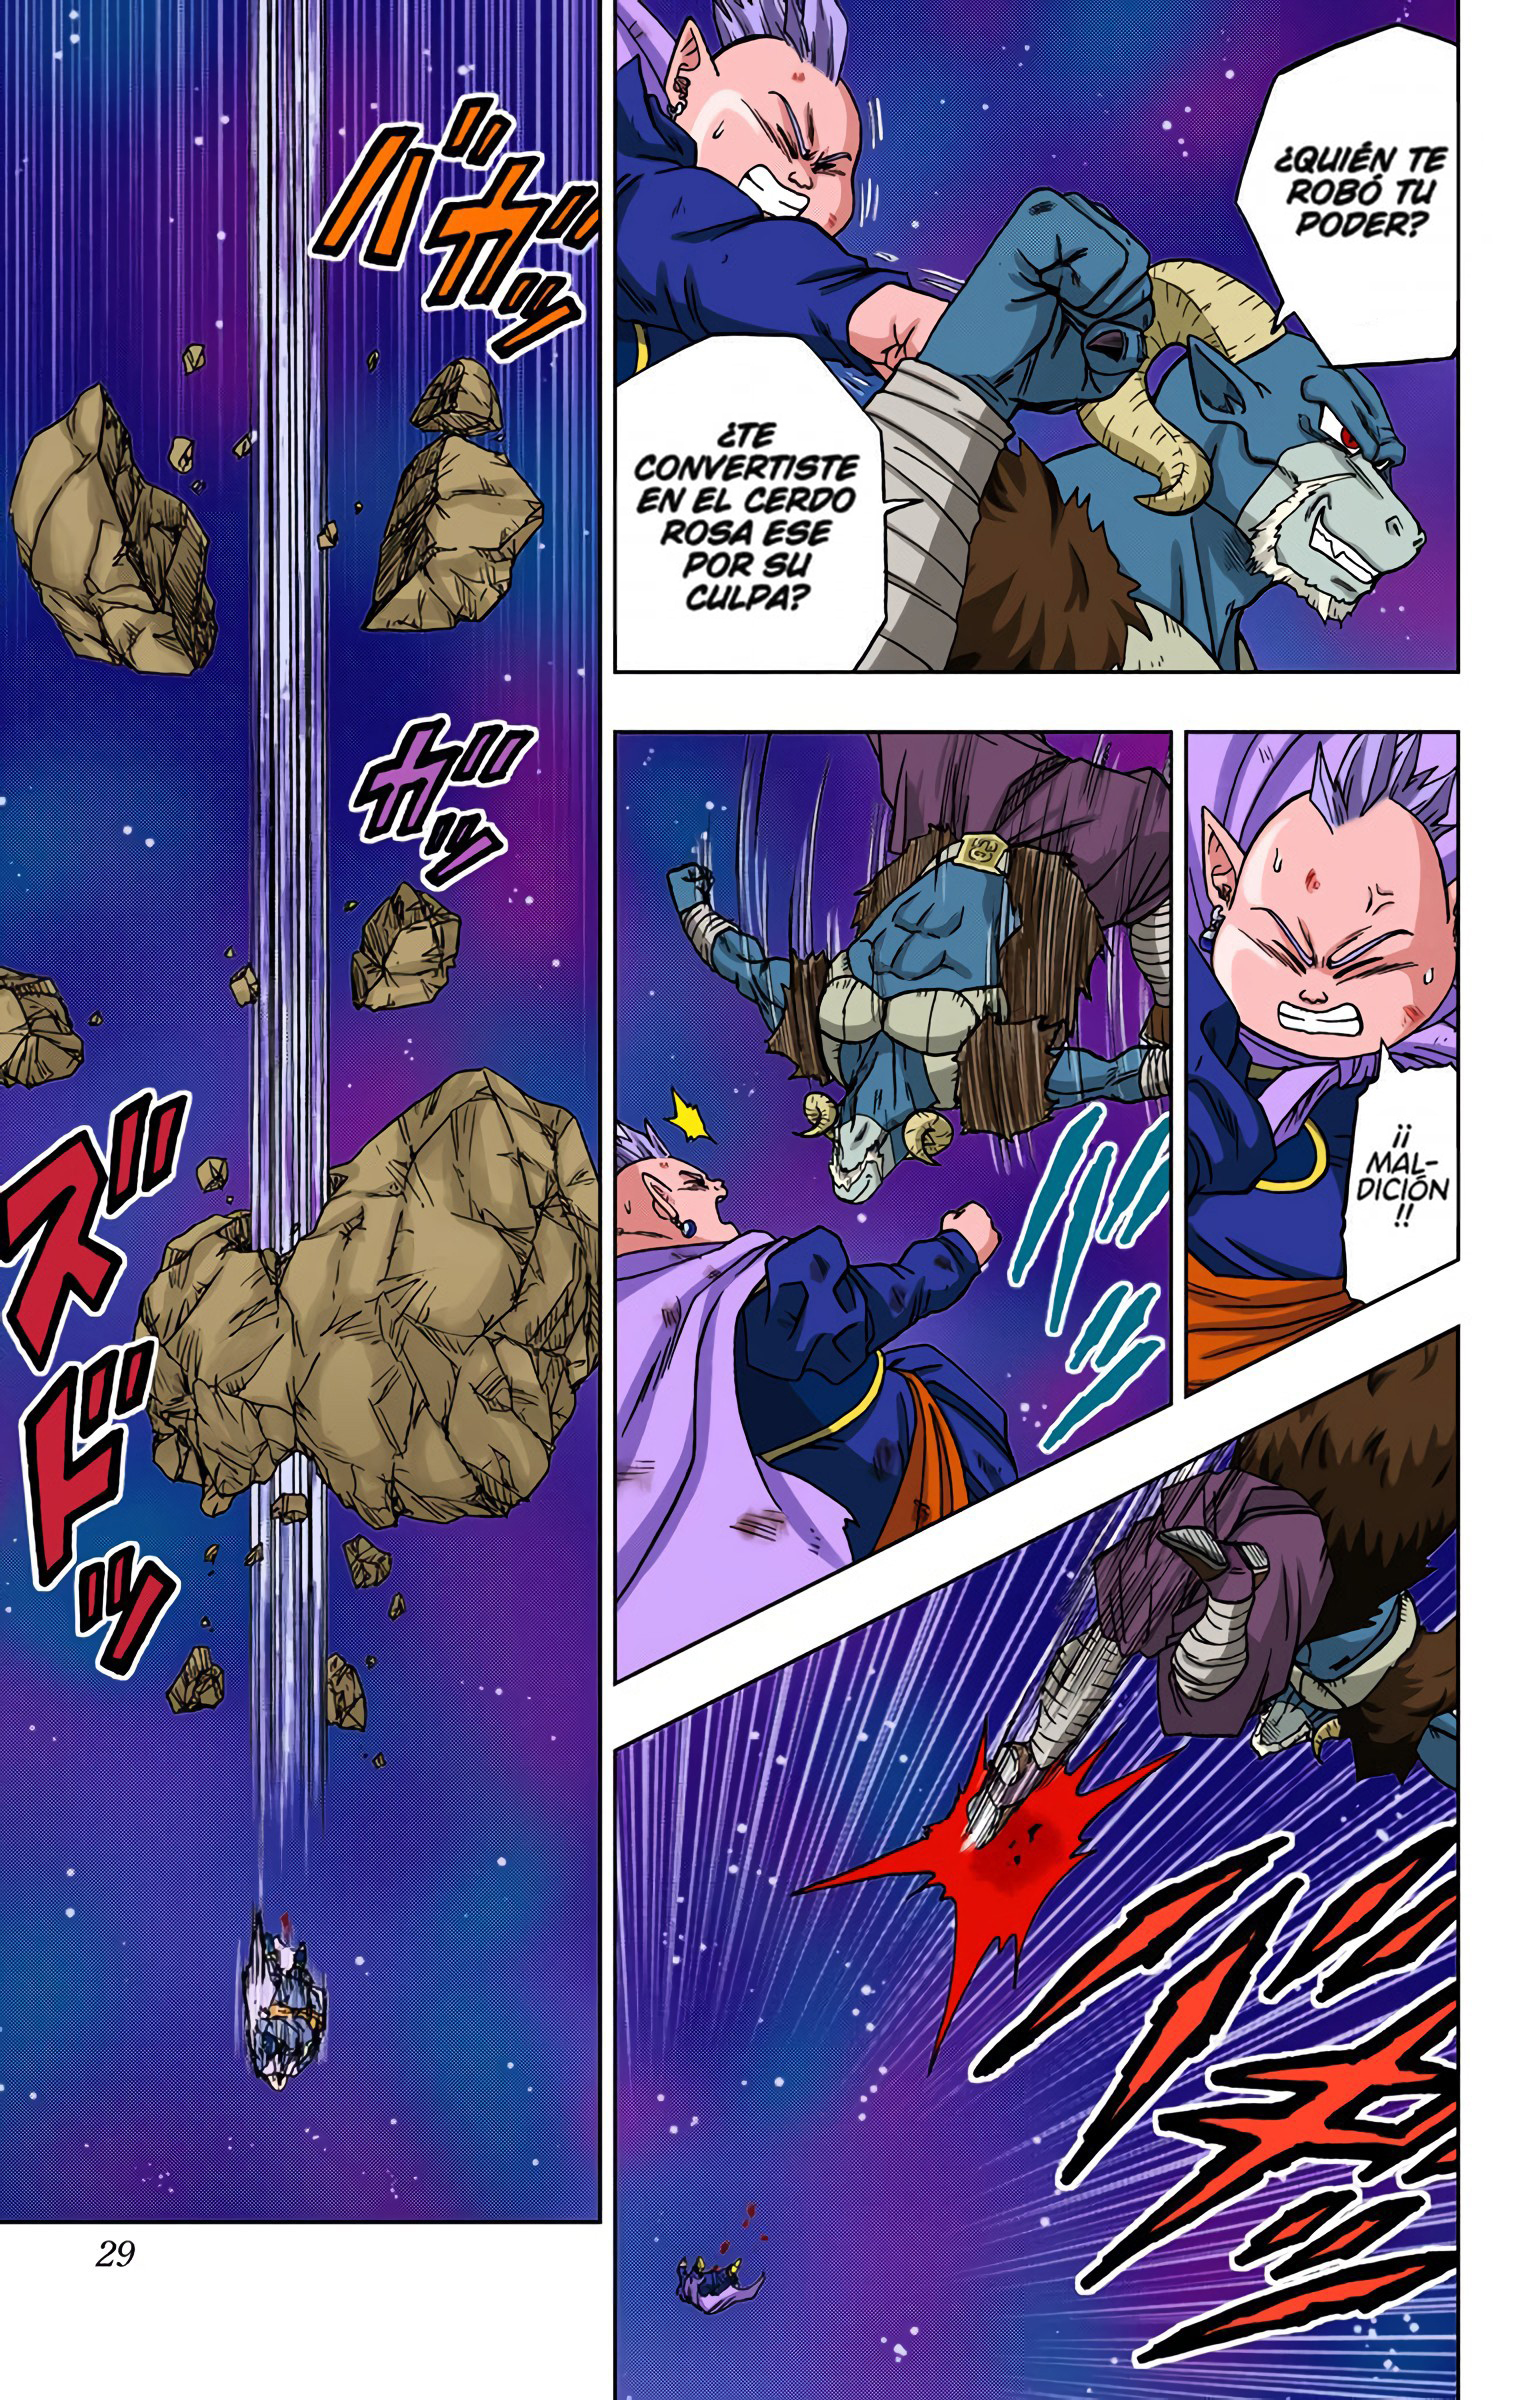 ¿QUIÉN TE
ROBÓ TU
PODER?
¿TE
CONVERTISTE
EN EL CERDO
ROSA ESE
POR SU
CULPA?
¡¡
MAL-
DICIÓN
!!
バガッ
ガッ
ズドッ
29